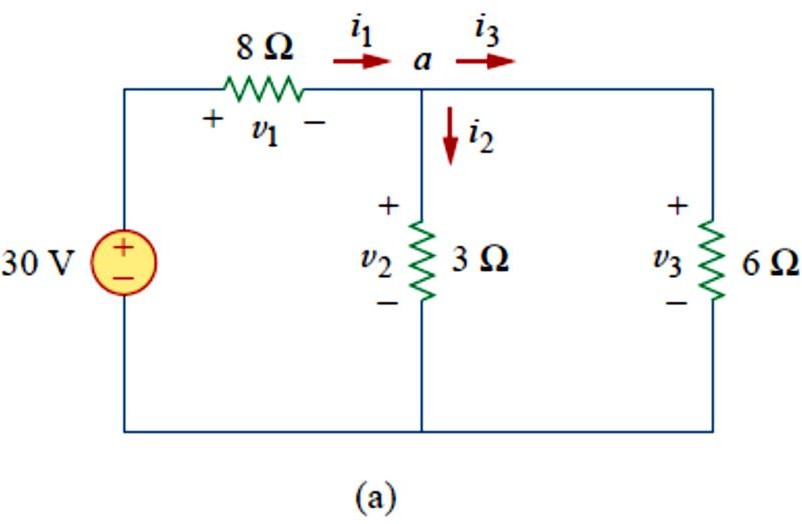 8 Ω i₁ a i₃
+ v₁ −
i₂
30 V + −
+ v₂ − 3 Ω
+ v₃ − 6 Ω
(a)